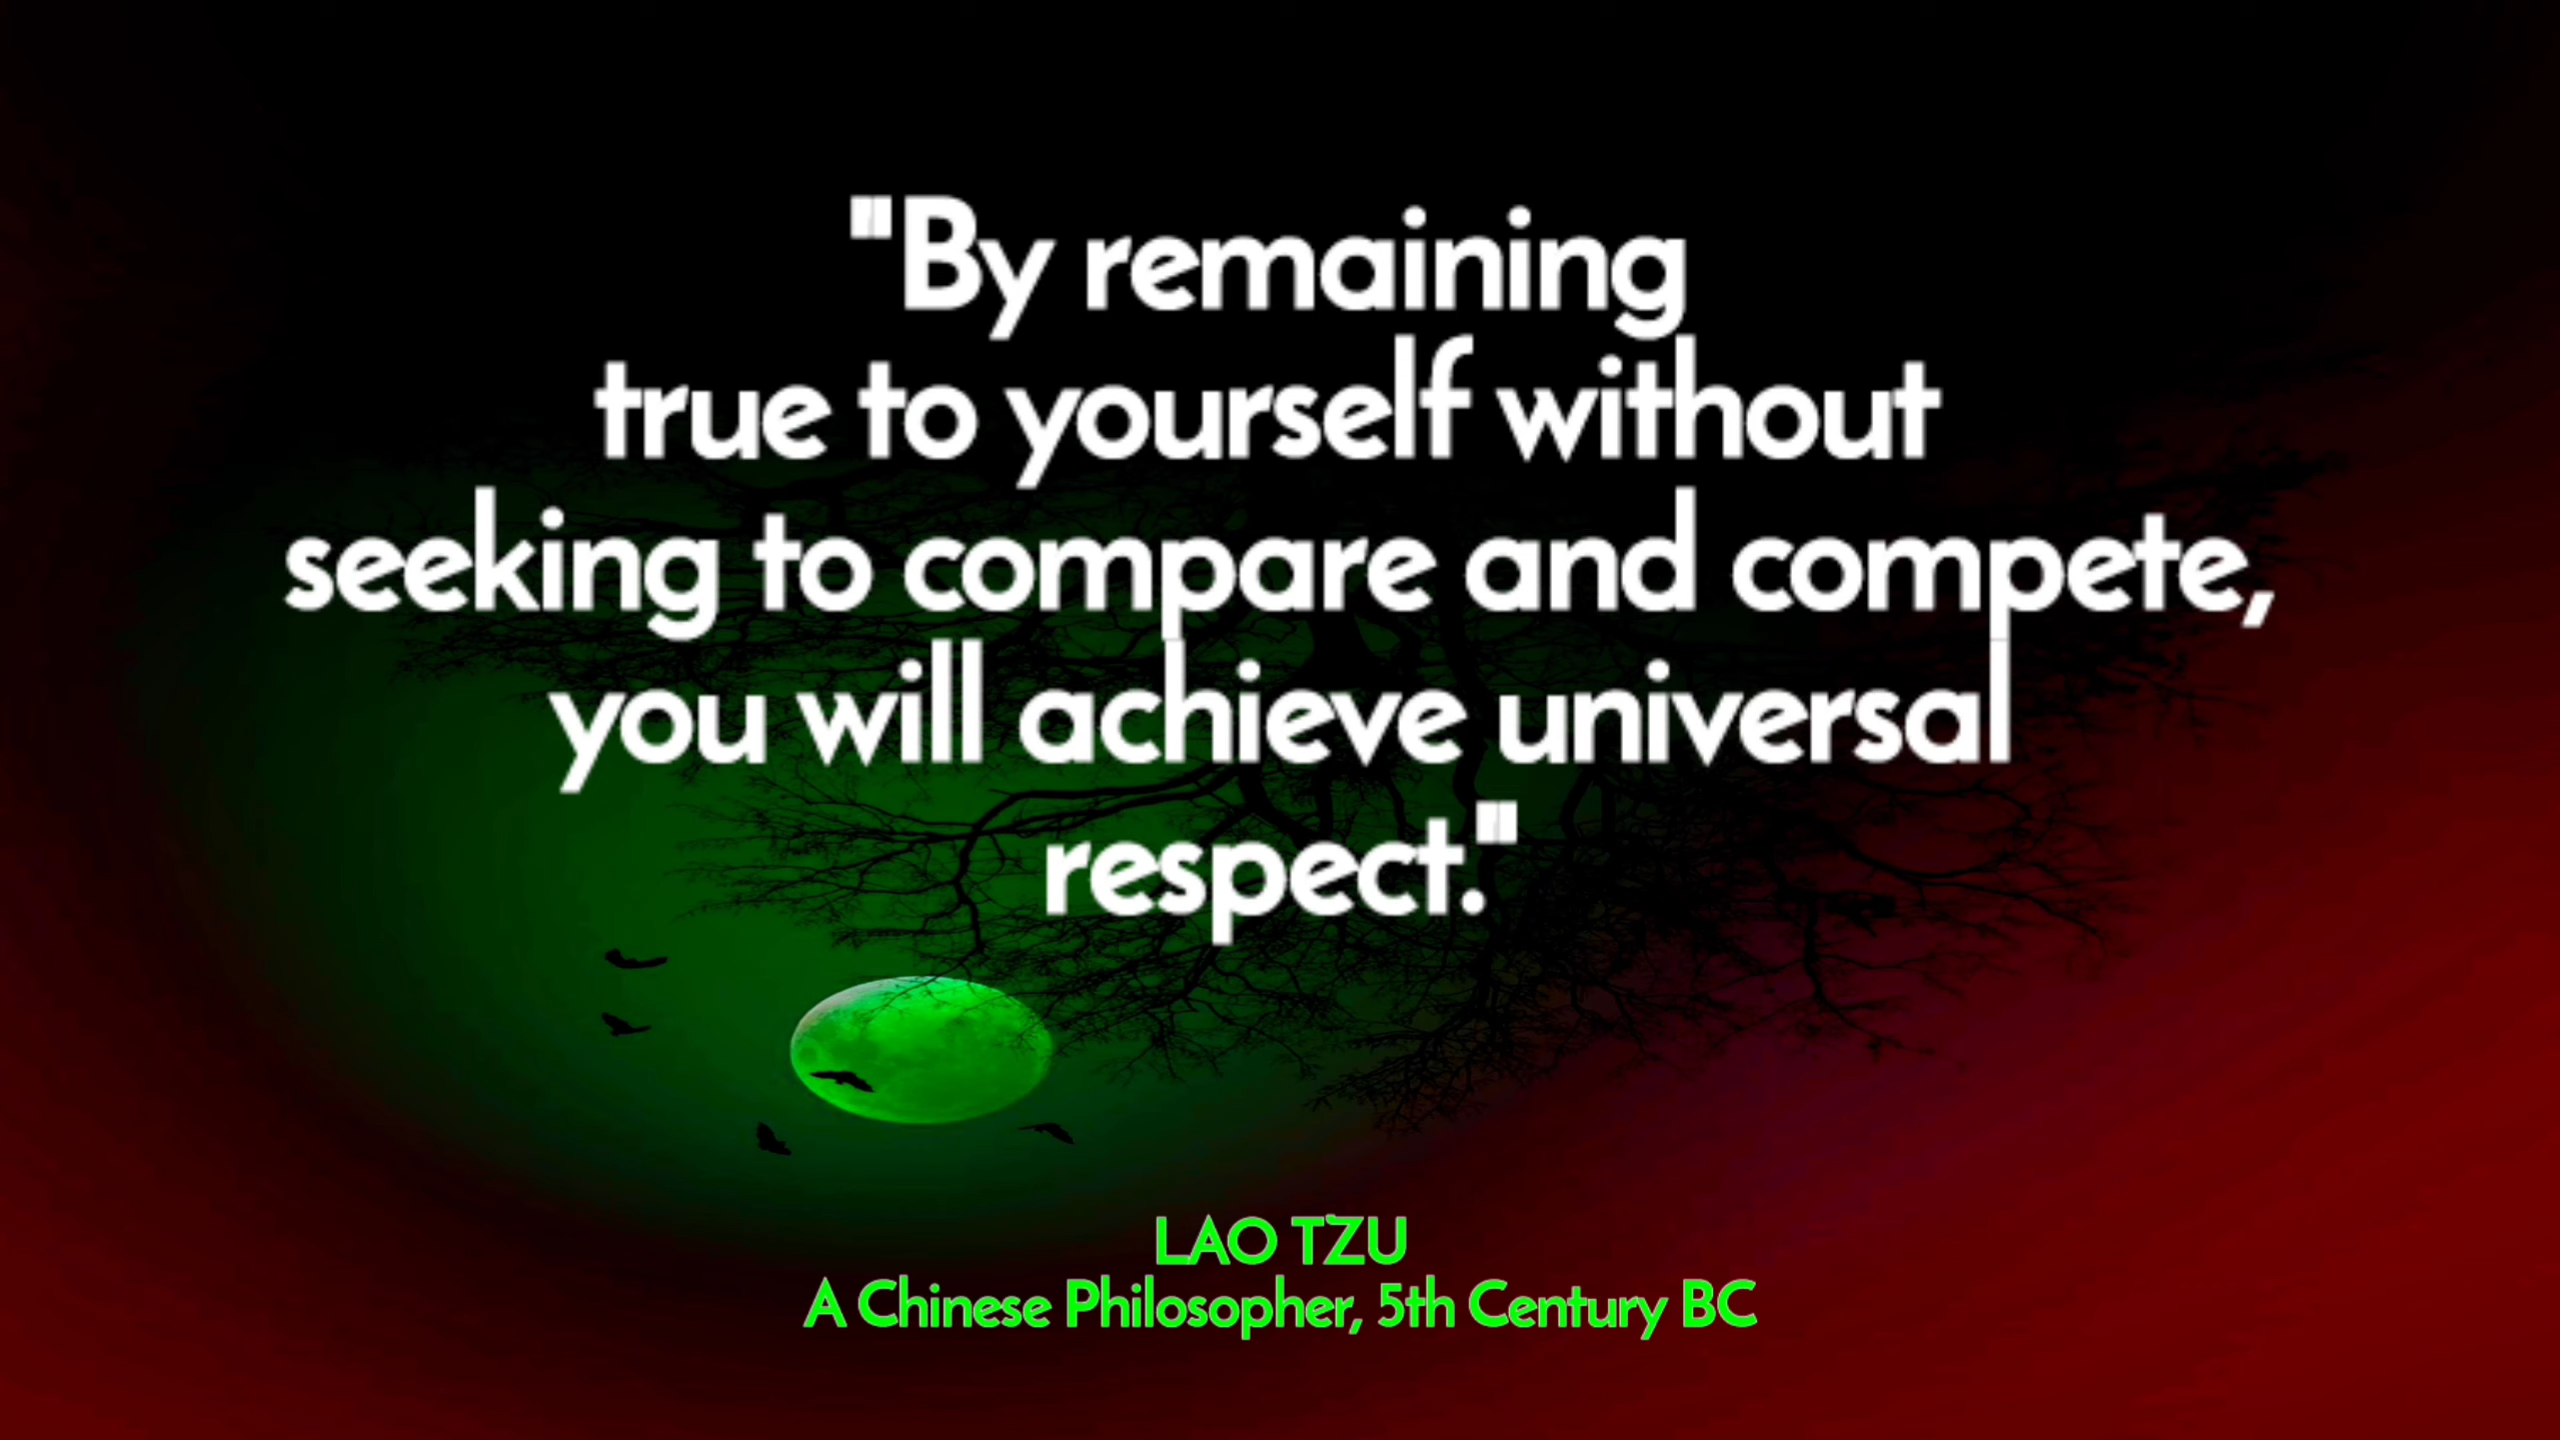 "By remaining
true to yourself without
seeking to compare and compete,
you will achieve universal
respect."
LAO TZU
A Chinese Philosopher, 5th Century BC